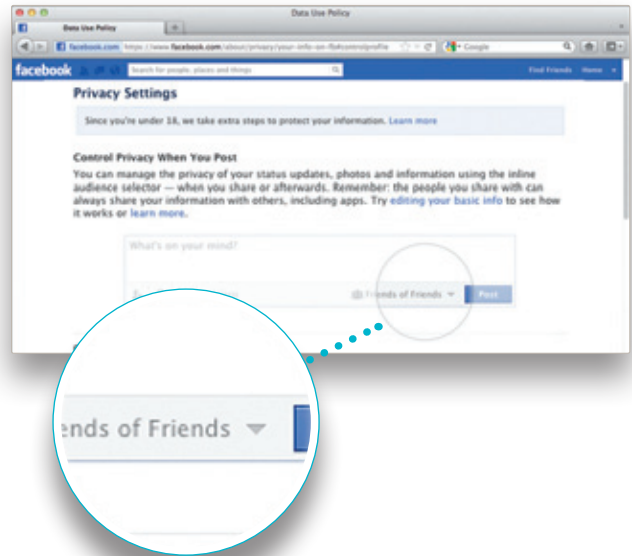 Data Use Policy
Data Use Policy
facebook.com https://www.facebook.com/about/privacy/your-info-on-fb#controlprofile
Google
facebook
Search for people, places and things
Find Friends Home
Privacy Settings
Since you're under 18, we take extra steps to protect your information. Learn more
Control Privacy When You Post
You can manage the privacy of your status updates, photos and information using the inline
audience selector — when you share or afterwards. Remember: the people you share with can
always share your information with others, including apps. Try editing your basic info to see how
it works or learn more.
What's on your mind?
Friends of Friends
Post
ends of Friends